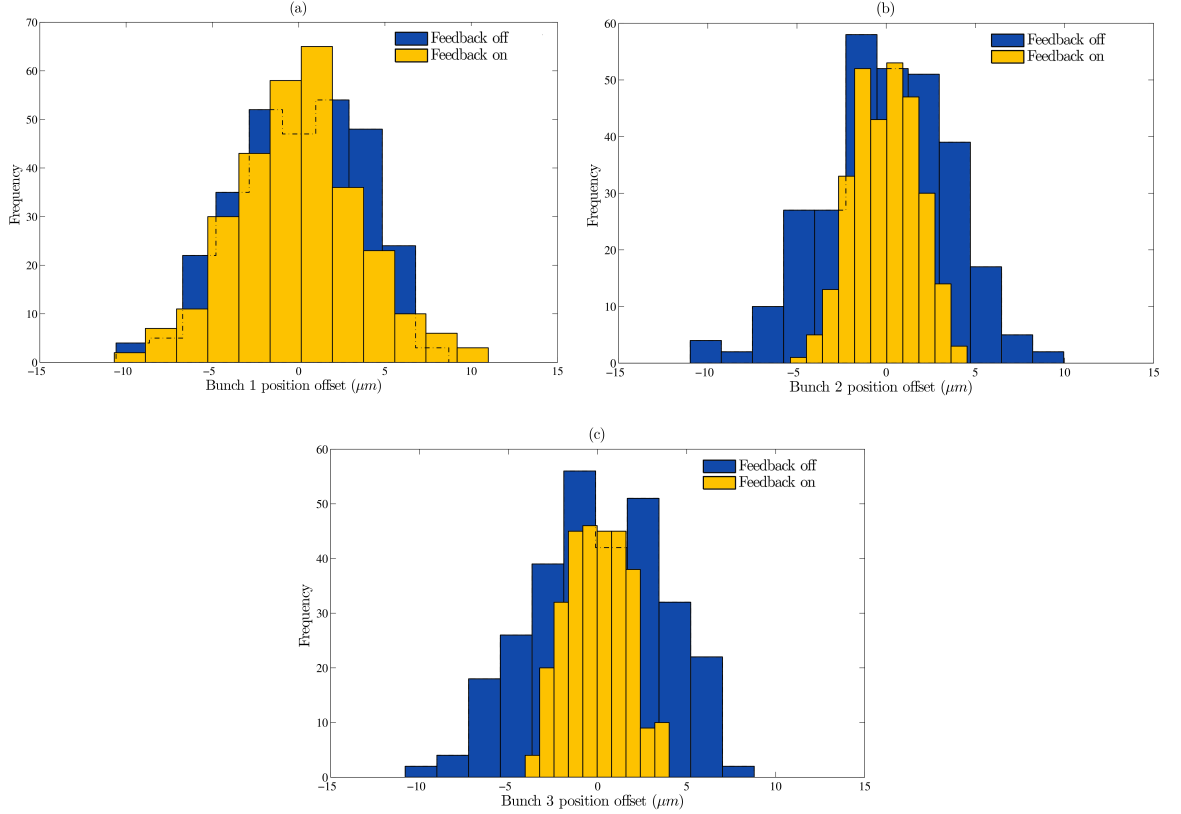 (a)
70
60
50
40
30
20
10
0
Frequency
Feedback off
Feedback on
−15 −10 −5 0 5 10 15
Bunch 1 position offset (μm)
(b)
60
50
40
30
20
10
0
Frequency
Feedback off
Feedback on
−15 −10 −5 0 5 10 15
Bunch 2 position offset (μm)
(c)
60
50
40
30
20
10
0
Frequency
Feedback off
Feedback on
−15 −10 −5 0 5 10 15
Bunch 3 position offset (μm)